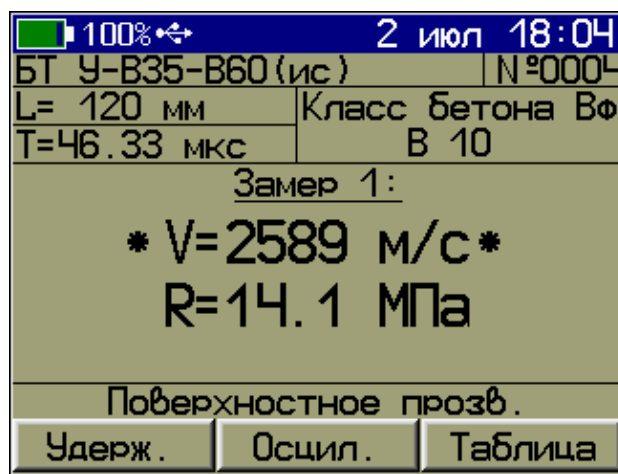 100% 2 июл 18:04
БТ У-В35-В60(ис) №0004
L= 120 мм Класс бетона Вф
T=46.33 мкс В 10
Замер 1:
* V=2589 м/с*
R=14.1 МПа
Поверхностное прозв.
Удерж. Осцил. Таблица